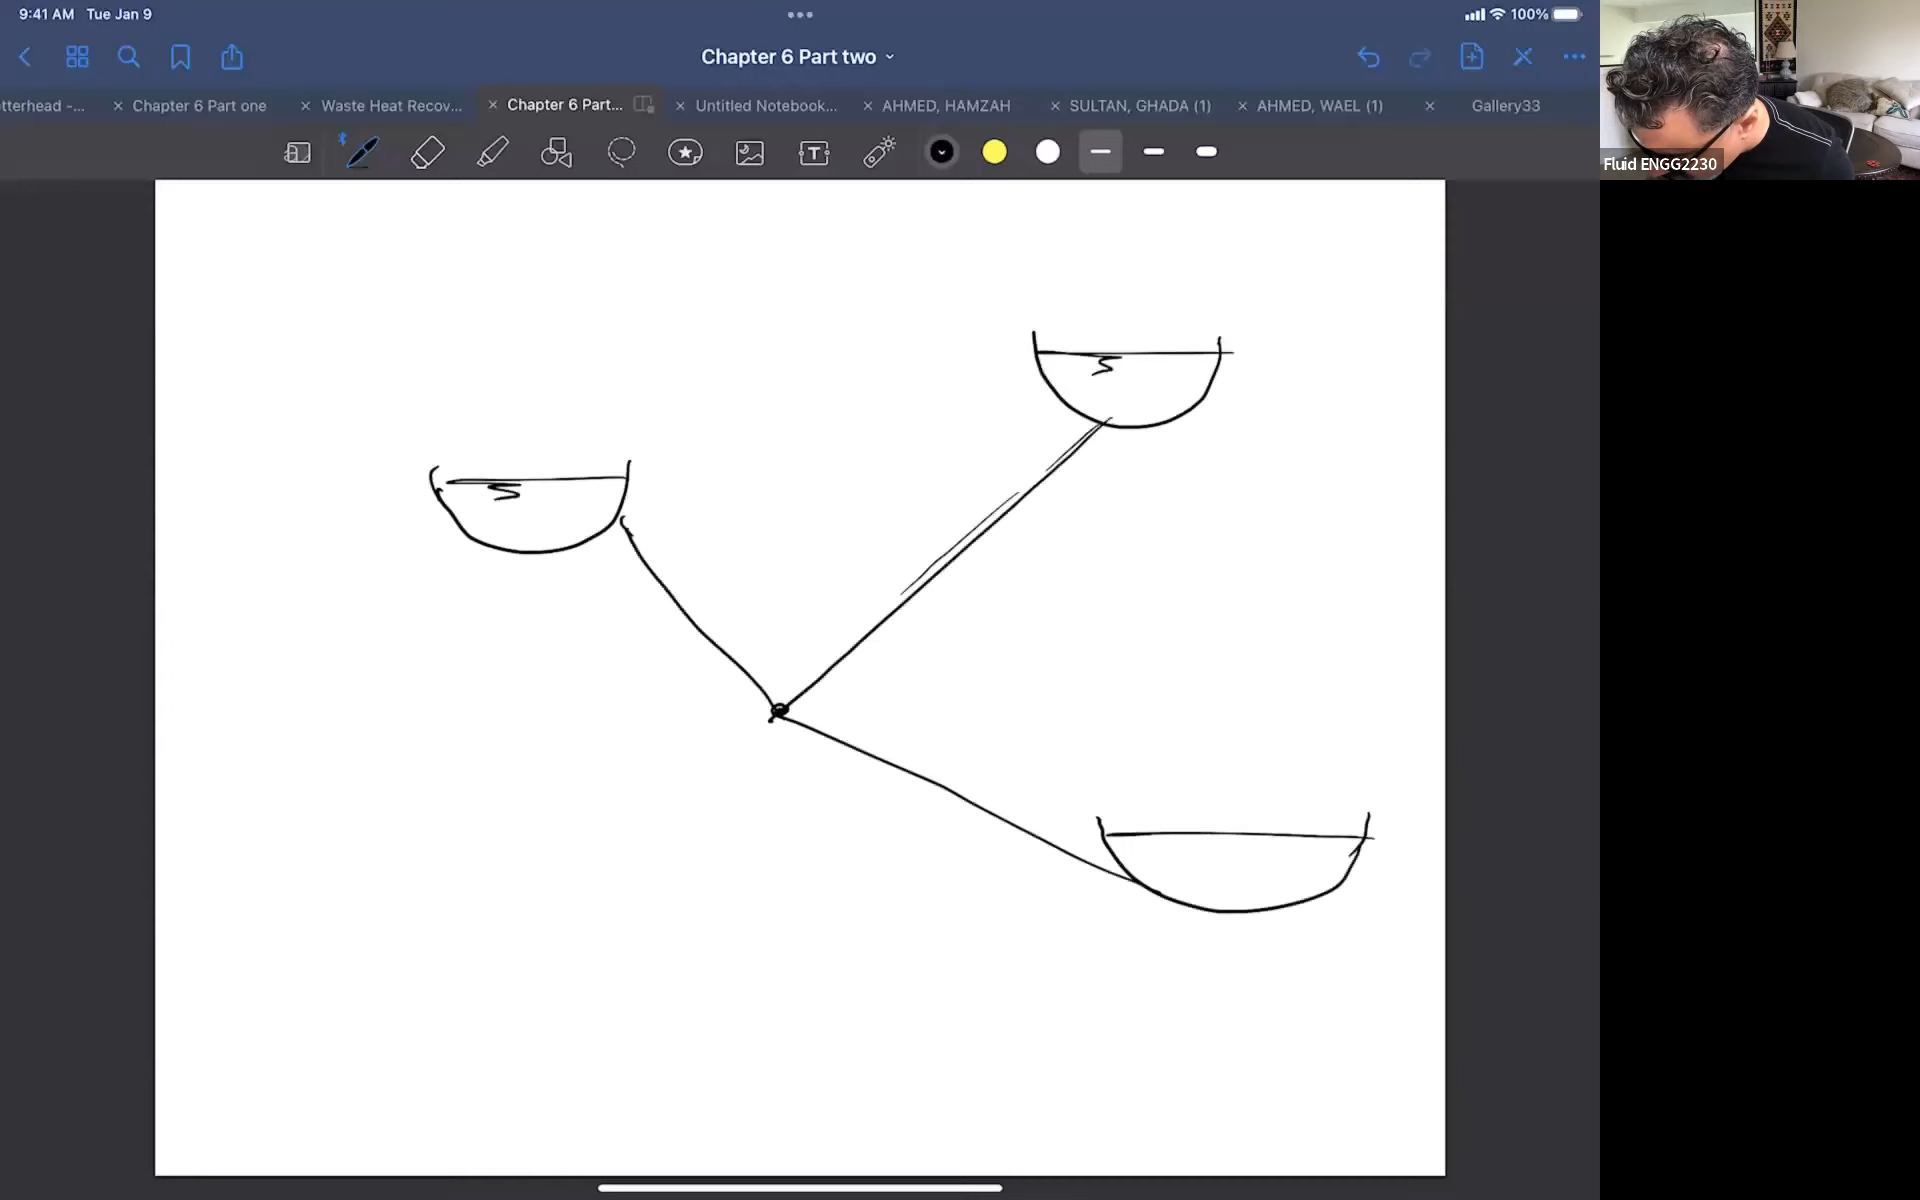 9:41 AM Tue Jan 9
100%
Chapter 6 Part two
etterhead -...
Chapter 6 Part one
Waste Heat Recov...
Chapter 6 Part...
Untitled Notebook...
AHMED, HAMZAH
SULTAN, GHADA (1)
AHMED, WAEL (1)
Gallery33
T
Fluid ENGG2230